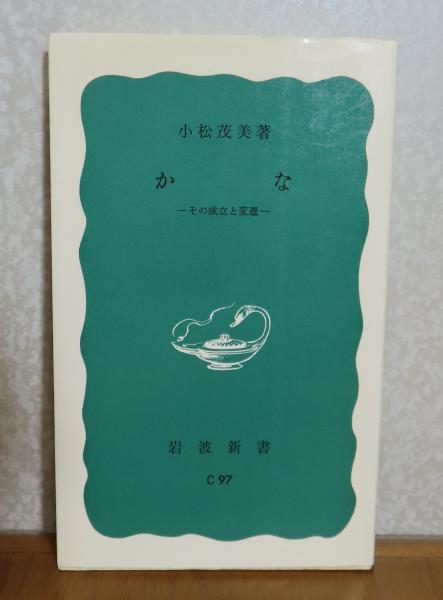 小松茂美著
かな
―その成立と変遷―
岩波新書
C 97